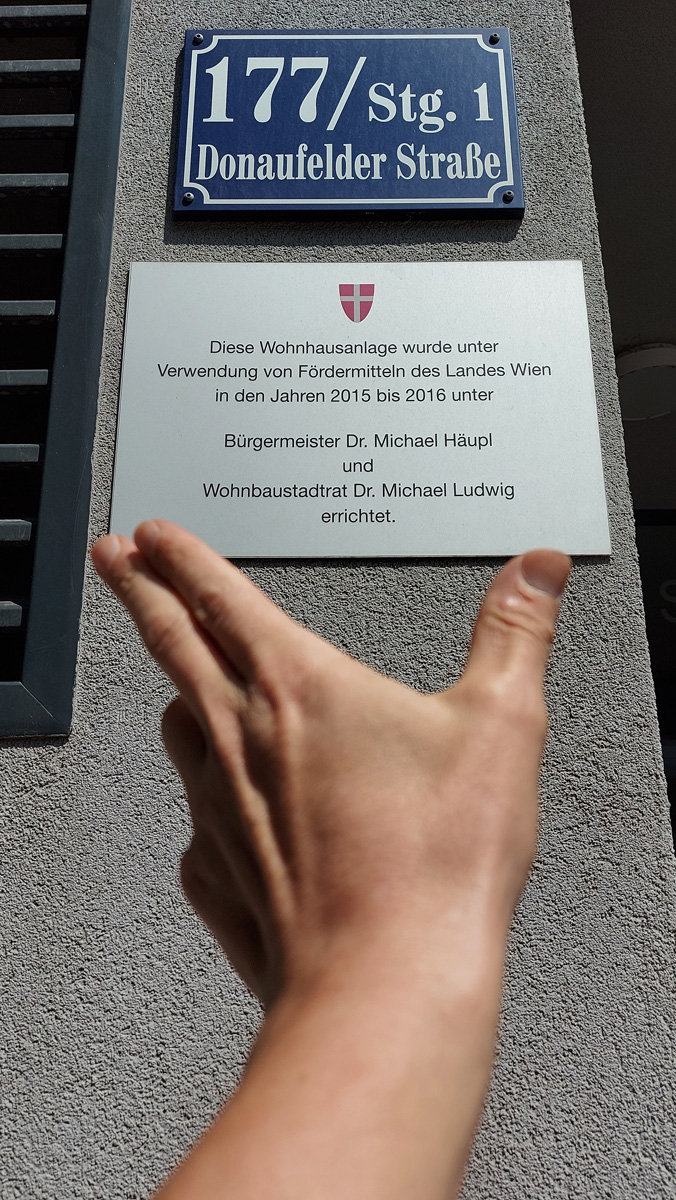 177/Stg. 1
Donaufelder Straße
Diese Wohnhausanlage wurde unter
Verwendung von Fördermitteln des Landes Wien
in den Jahren 2015 bis 2016 unter
Bürgermeister Dr. Michael Häupl
und
Wohnbaustadtrat Dr. Michael Ludwig
errichtet.